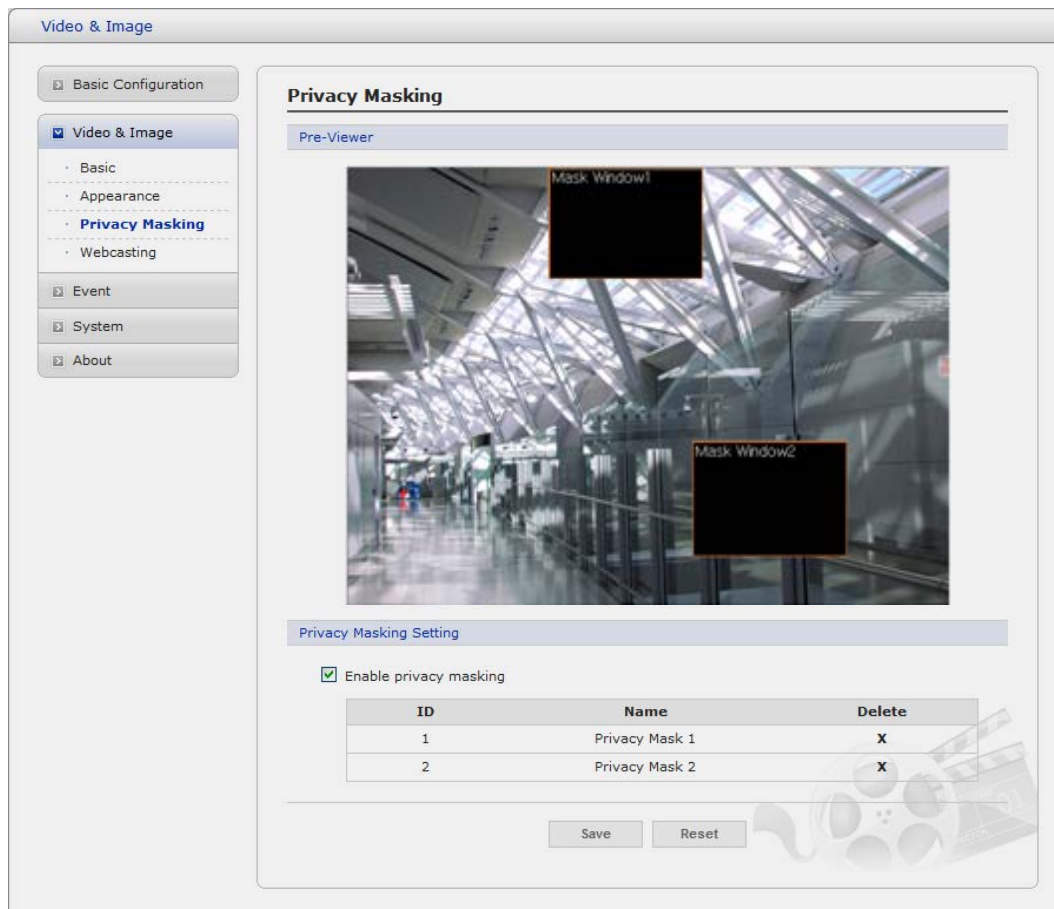 Video & Image
Basic Configuration
Video & Image
Basic
Appearance
Privacy Masking
Webcasting
Event
System
About
Privacy Masking
Pre-Viewer
Mask Window1
Mask Window2
Privacy Masking Setting
Enable privacy masking
ID Name Delete
1 Privacy Mask 1 X
2 Privacy Mask 2 X
Save Reset